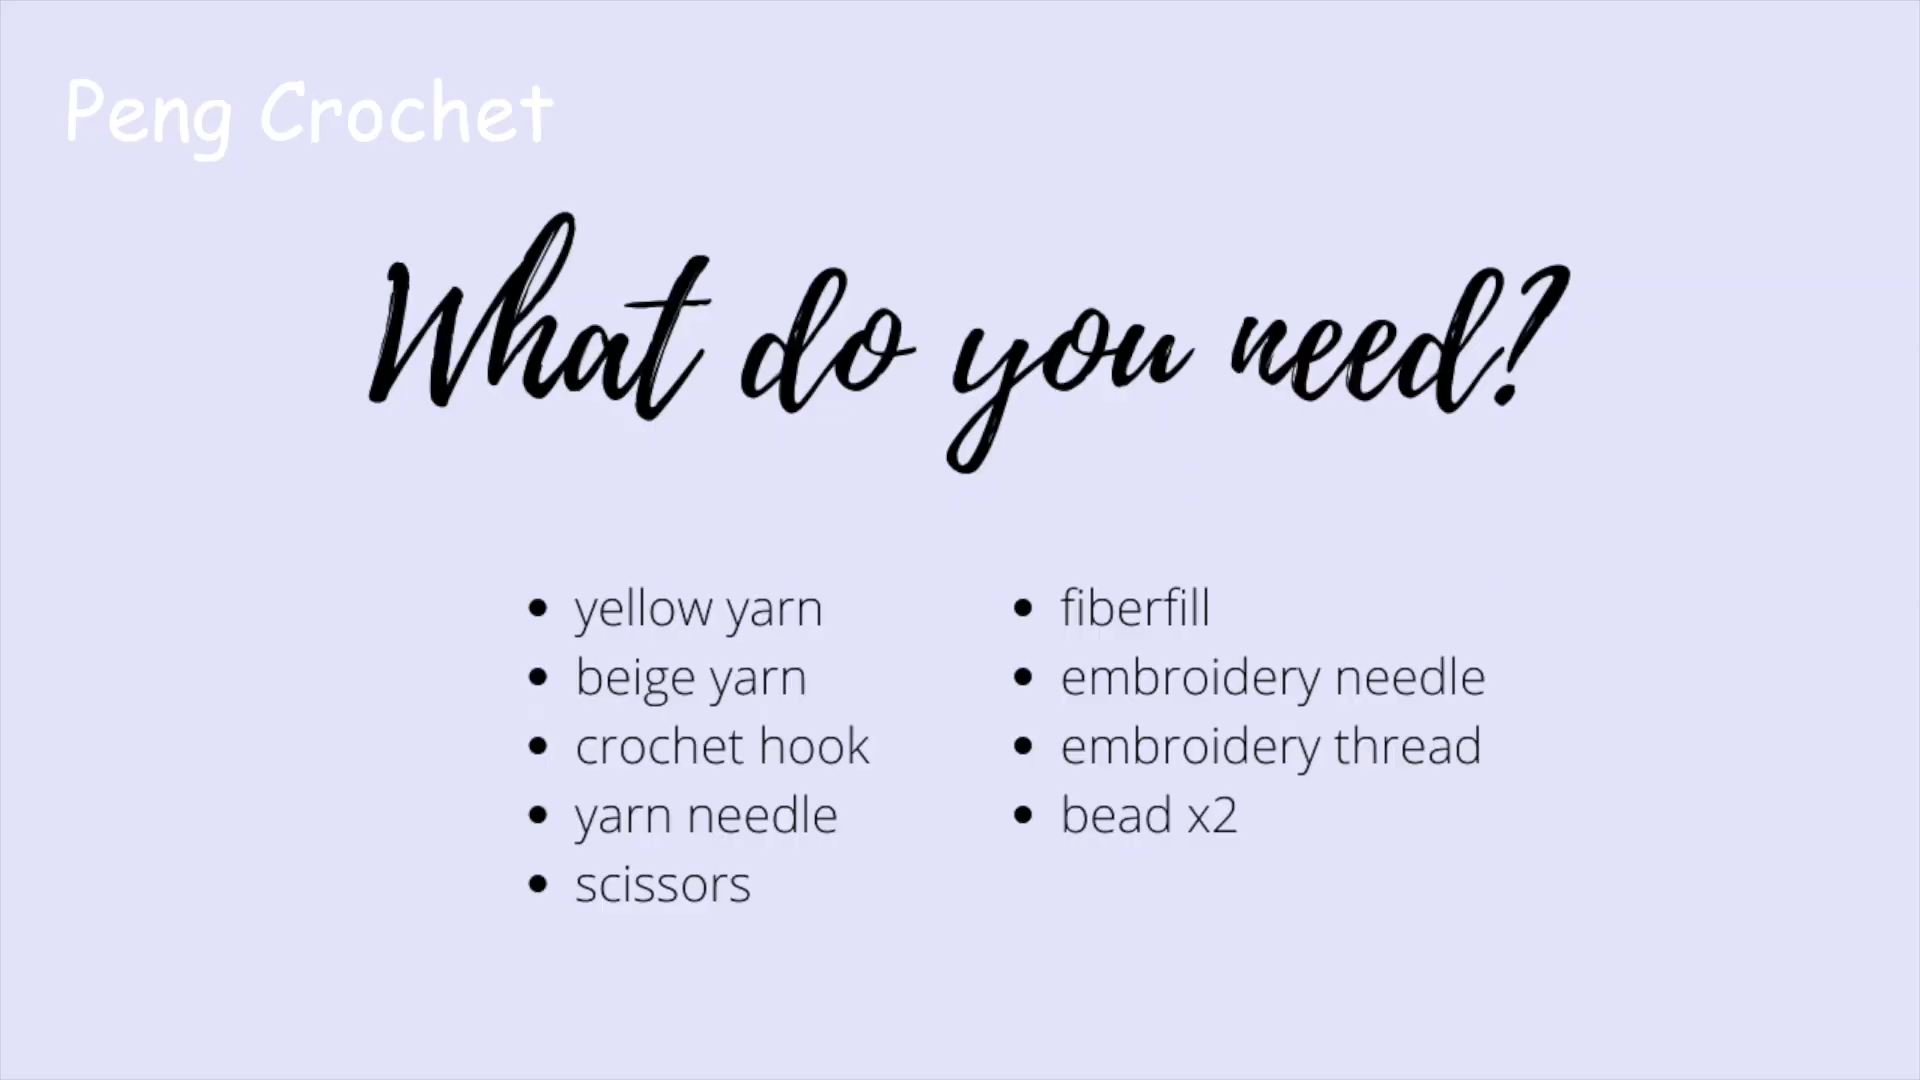 Peng Crochet
What do you need?
• yellow yarn
• beige yarn
• crochet hook
• yarn needle
• scissors
• fiberfill
• embroidery needle
• embroidery thread
• bead x2